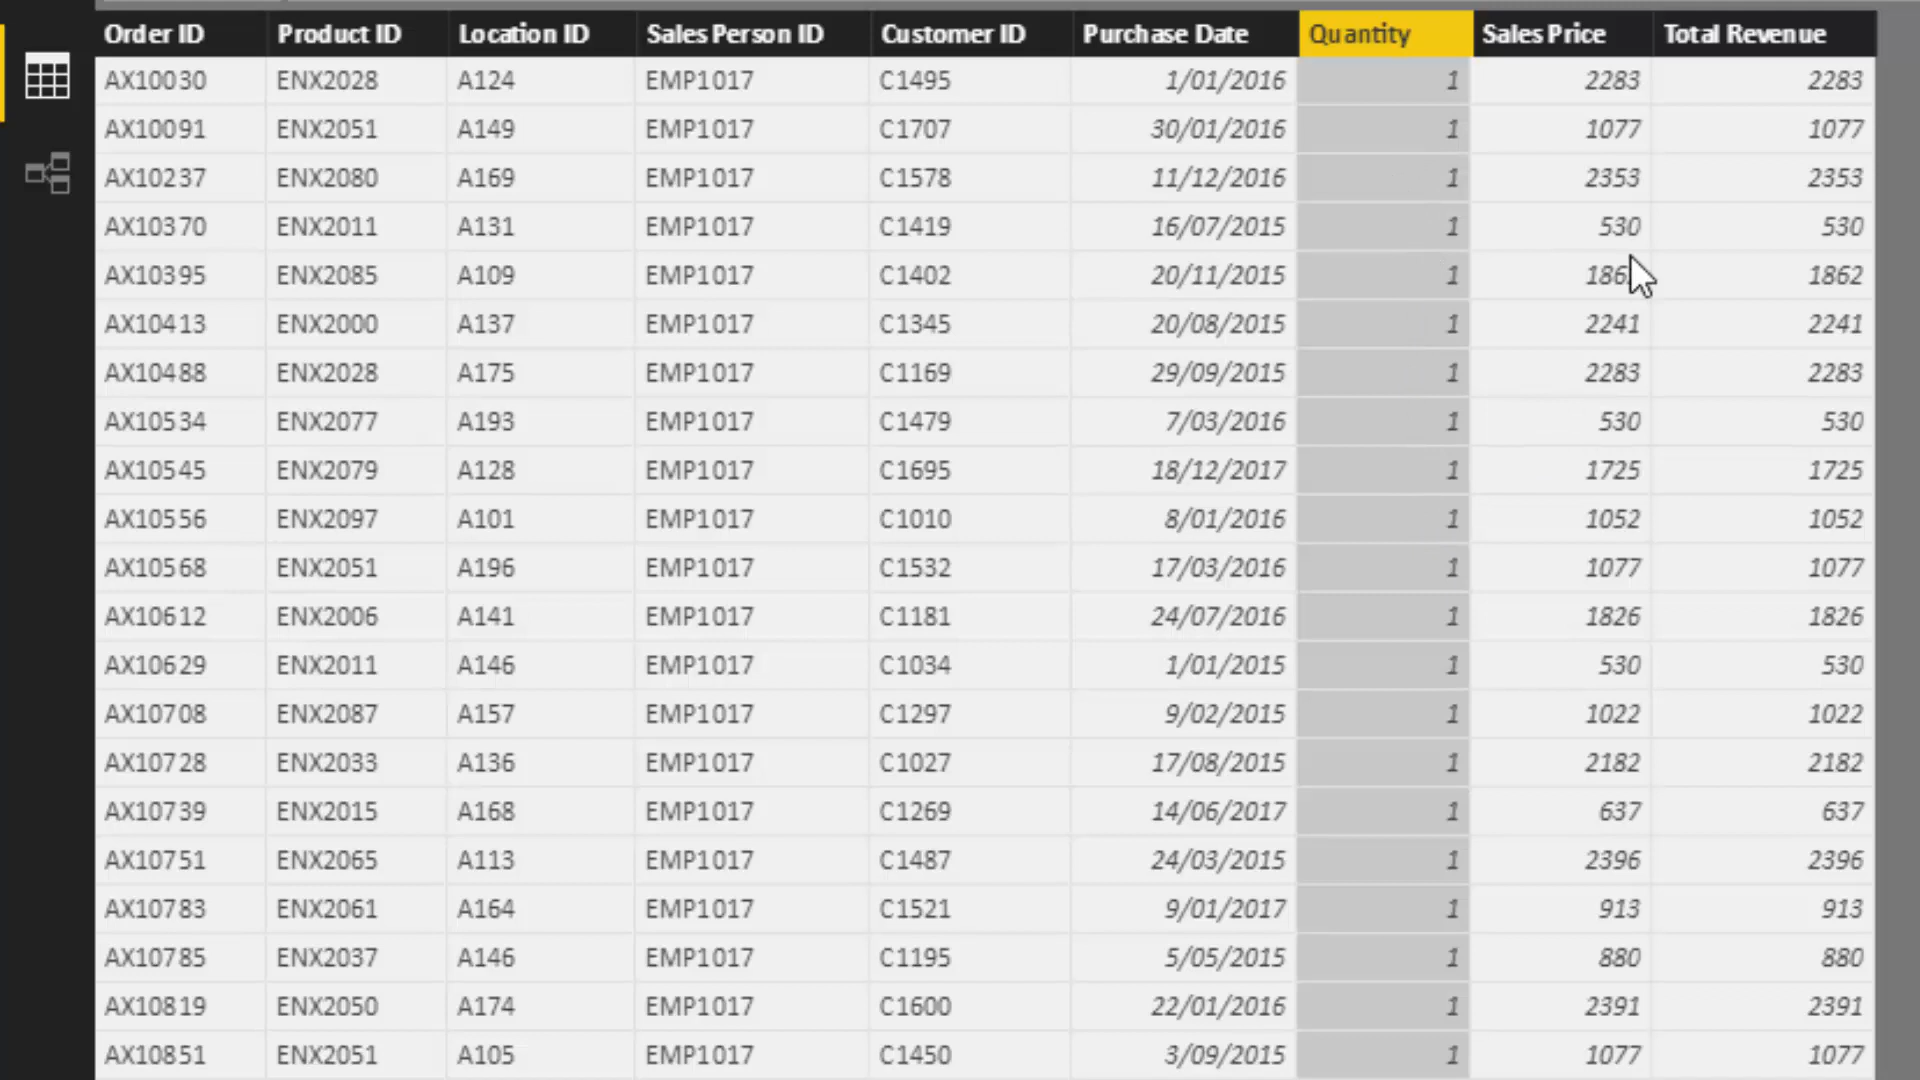 Order ID Product ID Location ID Sales Person ID Customer ID Purchase Date Quantity Sales Price Total Revenue
AX10030 ENX2028 A124 EMP1017 C1495 1/01/2016 1 2283 2283
AX10091 ENX2051 A149 EMP1017 C1707 30/01/2016 1 1077 1077
AX10237 ENX2080 A169 EMP1017 C1578 11/12/2016 1 2353 2353
AX10370 ENX2011 A131 EMP1017 C1419 16/07/2015 1 530 530
AX10395 ENX2085 A109 EMP1017 C1402 20/11/2015 1 1862
AX10413 ENX2000 A137 EMP1017 C1345 20/08/2015 1 2241 2241
AX10488 ENX2028 A175 EMP1017 C1169 29/09/2015 1 2283 2283
AX10534 ENX2077 A193 EMP1017 C1479 7/03/2016 1 530 530
AX10545 ENX2079 A128 EMP1017 C1695 18/12/2017 1 1725 1725
AX10556 ENX2097 A101 EMP1017 C1010 8/01/2016 1 1052 1052
AX10568 ENX2051 A196 EMP1017 C1532 17/03/2016 1 1077 1077
AX10612 ENX2006 A141 EMP1017 C1181 24/07/2016 1 1826 1826
AX10629 ENX2011 A146 EMP1017 C1034 1/01/2015 1 530 530
AX10708 ENX2087 A157 EMP1017 C1297 9/02/2015 1 1022 1022
AX10728 ENX2033 A136 EMP1017 C1027 17/08/2015 1 2182 2182
AX10739 ENX2015 A168 EMP1017 C1269 14/06/2017 1 637 637
AX10751 ENX2065 A113 EMP1017 C1487 24/03/2015 1 2396 2396
AX10783 ENX2061 A164 EMP1017 C1521 9/01/2017 1 913 913
AX10785 ENX2037 A146 EMP1017 C1195 5/05/2015 1 880 880
AX10819 ENX2050 A174 EMP1017 C1600 22/01/2016 1 2391 2391
AX10851 ENX2051 A105 EMP1017 C1450 3/09/2015 1 1077 1077